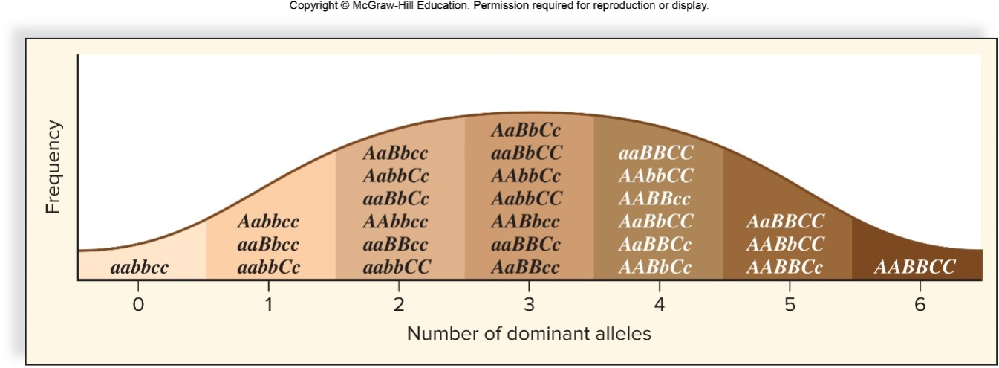 Copyright © McGraw-Hill Education. Permission required for reproduction or display.
Frequency
AaBbCc
AaBbcc aaBbCC aaBBCC
AabbCc AAbbCc AAbbCC
aaBbCc AabbCC AABBcc
Aabbcc AAbbcc AABbcc AaBbCC AaBBCC
aaBbcc aaBBcc aaBBCc AaBBCc AABbCC
aabbcc aabbCc aabbCC AaBBcc AABbCc AABBCc AABBCC
0 1 2 3 4 5 6
Number of dominant alleles